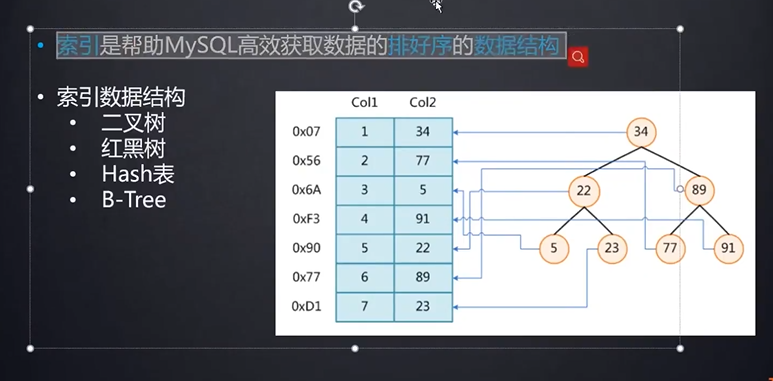 • 索引是帮助MySQL高效获取数据的排好序的数据结构
• 索引数据结构
• 二叉树
• 红黑树
• Hash表
• B-Tree
Col1 Col2
0x07 1 34
0x56 2 77
0x6A 3 5
0xF3 4 91
0x90 5 22
0x77 6 89
0xD1 7 23
34
22 89
5 23 77 91